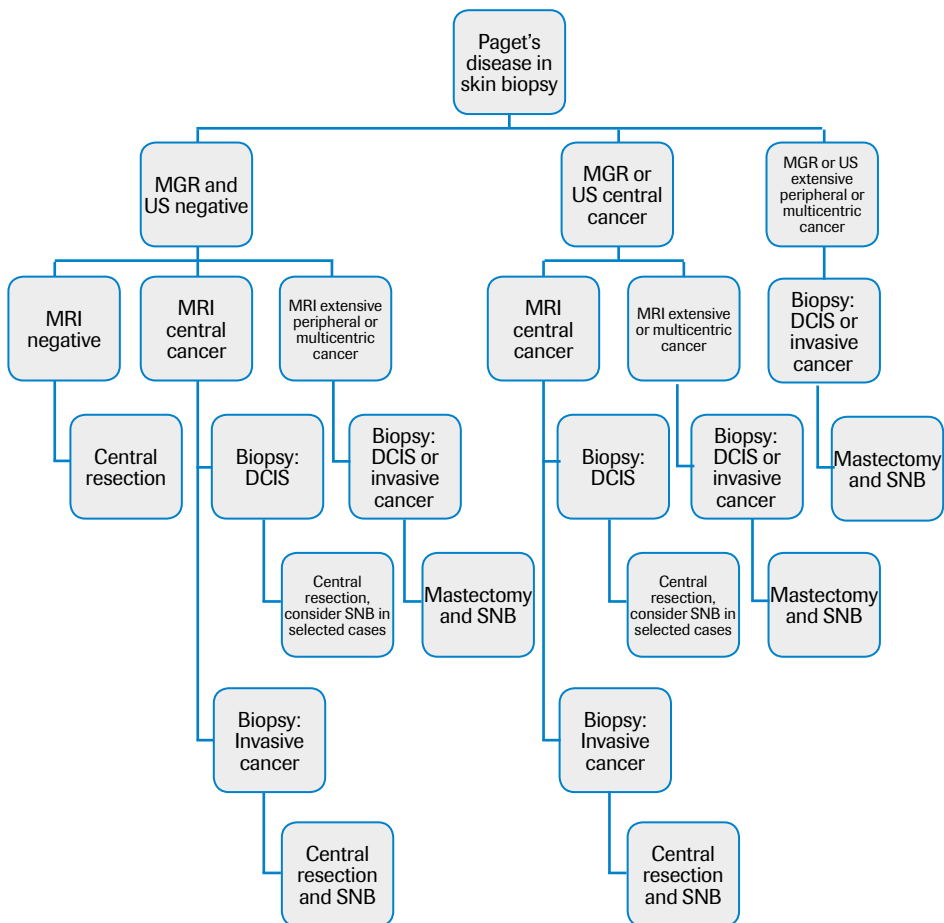 Paget’s
disease in
skin biopsy
MGR and
US negative
MGR or
US central
cancer
MGR or US
extensive
peripheral or
multicentric
cancer
MRI
negative
MRI
central
cancer
MRI extensive
peripheral or
multicentric
cancer
MRI
central
cancer
MRI extensive
or multicentric
cancer
Biopsy:
DCIS or
invasive
cancer
Central
resection
Biopsy:
DCIS
Biopsy:
DCIS or
invasive
cancer
Biopsy:
DCIS
Biopsy:
DCIS or
invasive
cancer
Mastectomy
and SNB
Central
resection,
consider SNB in
selected cases
Mastectomy
and SNB
Central
resection,
consider SNB in
selected cases
Mastectomy
and SNB
Biopsy:
Invasive
cancer
Biopsy:
Invasive
cancer
Central
resection
and SNB
Central
resection
and SNB